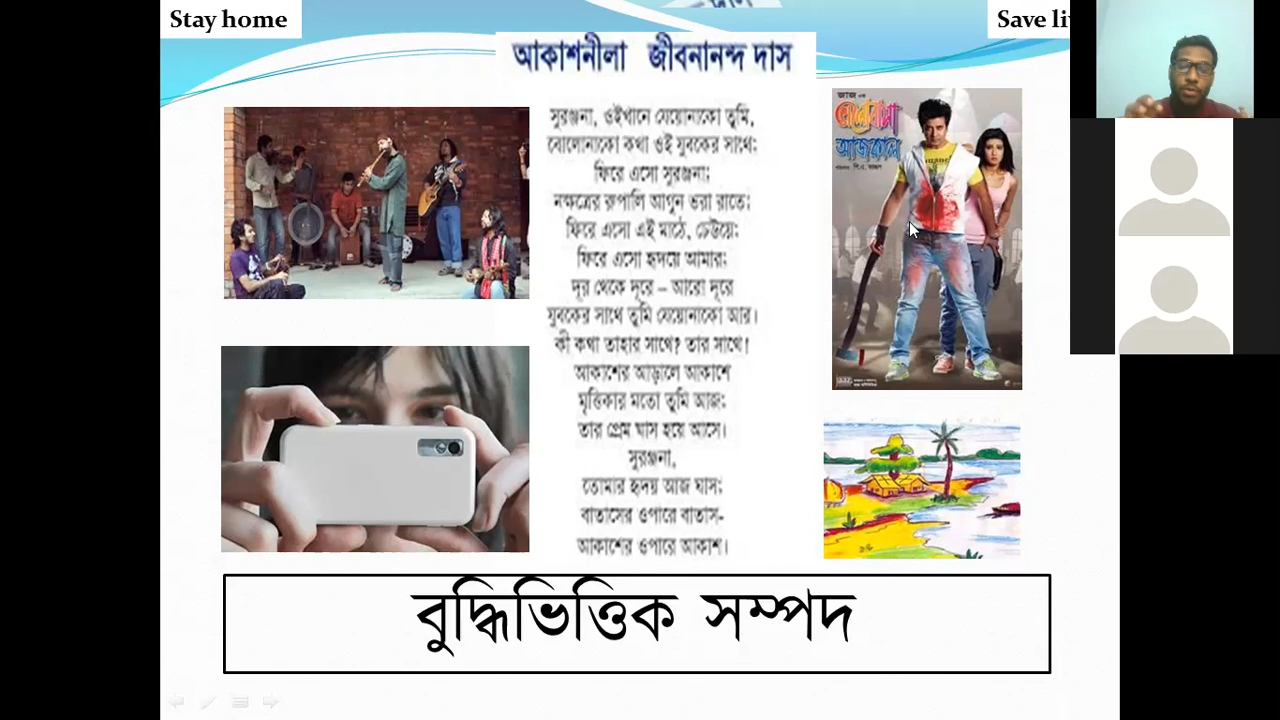 Stay home
Save li
আকাশনীলা জীবনানন্দ দাস
সুরঞ্জনা, ওইখানে যেয়োনাকো তুমি,
বোলোনাকো কথা ওই যুবকের সাথে;
ফিরে এসো সুরঞ্জনা;
নক্ষত্রের রুপালি আগুন ভরা রাতে;
ফিরে এসো এই মাঠে, ঢেউয়ে;
ফিরে এসো হৃদয়ে আমার;
দূর থেকে দূরে – আরো দূরে
যুবকের সাথে তুমি যেয়োনাকো আর।
কী কথা তাহার সাথে? তার সাথে!
আকাশের আড়ালে আকাশে
মৃত্তিকার মতো তুমি আজ:
তার প্রেম ঘাস হয়ে আসে।
সুরঞ্জনা,
তোমার হৃদয় আজ ঘাস:
বাতাসের ওপারে বাতাস-
আকাশের ওপারে আকাশ।
ভালোবাসা
আজকাল
বুদ্ধিভিত্তিক সম্পদ